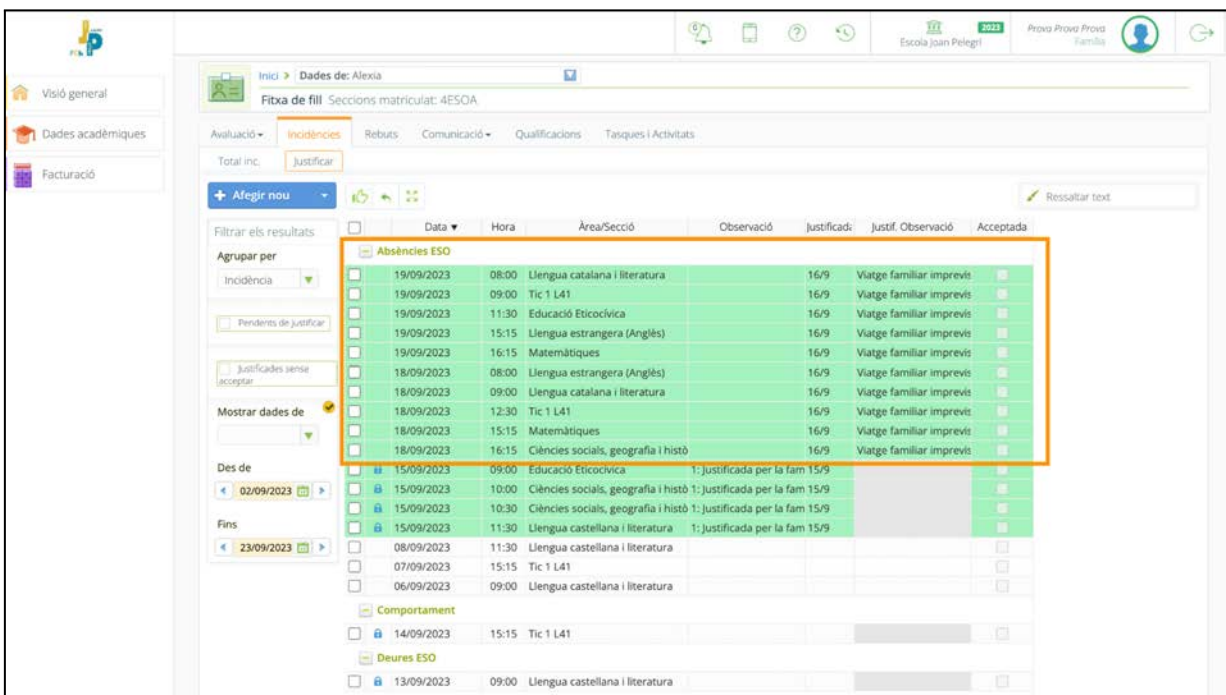 0
2023
Escola Joan Pelegrí
Prova Prova Prova
Família
Visió general
Dades acadèmiques
Facturació
Inici > Dades de: Alexia
Fitxa de fill Seccions matriculat: 4ESOA
Avaluació Incidències Rebuts Comunicació Qualificacions Tasques i Activitats
Total inc. Justificar
+ Afegir nou
Ressaltar text
Filtrar els resultats
Agrupar per
Incidència
Pendents de justificar
Justificades sense
acceptar
Mostrar dades de
Des de
02/09/2023
Fins
23/09/2023
Data ▼ Hora Àrea/Secció Observació Justificada Justif. Observació Acceptada
Absències ESO
19/09/2023 08:00 Llengua catalana i literatura 16/9 Viatge familiar imprevis
19/09/2023 09:00 Tic 1 L41 16/9 Viatge familiar imprevis
19/09/2023 11:30 Educació Eticocívica 16/9 Viatge familiar imprevis
19/09/2023 15:15 Llengua estrangera (Anglès) 16/9 Viatge familiar imprevis
19/09/2023 16:15 Matemàtiques 16/9 Viatge familiar imprevis
18/09/2023 08:00 Llengua estrangera (Anglès) 16/9 Viatge familiar imprevis
18/09/2023 09:00 Llengua catalana i literatura 16/9 Viatge familiar imprevis
18/09/2023 12:30 Tic 1 L41 16/9 Viatge familiar imprevis
18/09/2023 15:15 Matemàtiques 16/9 Viatge familiar imprevis
18/09/2023 16:15 Ciències socials, geografia i histò 16/9 Viatge familiar imprevis
15/09/2023 09:00 Educació Eticocívica 1: Justificada per la fam 15/9
15/09/2023 10:00 Ciències socials, geografia i histò 1: Justificada per la fam 15/9
15/09/2023 10:30 Ciències socials, geografia i histò 1: Justificada per la fam 15/9
15/09/2023 11:30 Llengua castellana i literatura 1: Justificada per la fam 15/9
08/09/2023 11:30 Llengua castellana i literatura
07/09/2023 15:15 Tic 1 L41
06/09/2023 09:00 Llengua castellana i literatura
Comportament
14/09/2023 15:15 Tic 1 L41
Deures ESO
13/09/2023 09:00 Llengua castellana i literatura